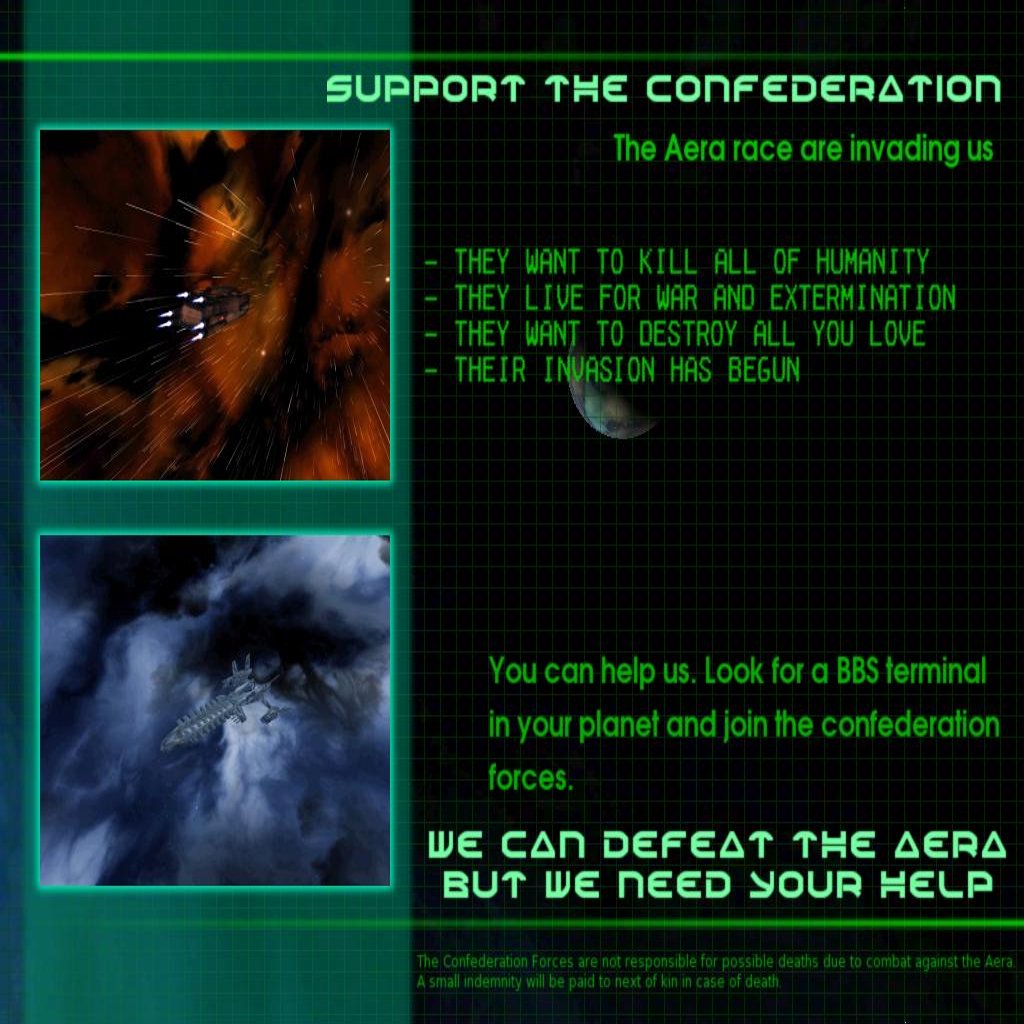 SUPPORT THE CONFEDERATION
The Aera race are invading us
- THEY WANT TO KILL ALL OF HUMANITY
- THEY LIVE FOR WAR AND EXTERMINATION
- THEY WANT TO DESTROY ALL YOU LOVE
- THEIR INVASION HAS BEGUN
You can help us. Look for a BBS terminal
in your planet and join the confederation
forces.
WE CAN DEFEAT THE AERA
BUT WE NEED YOUR HELP
The Confederation Forces are not responsible for possible deaths due to combat against the Aera.
A small indemnity will be paid to next of kin in case of death.